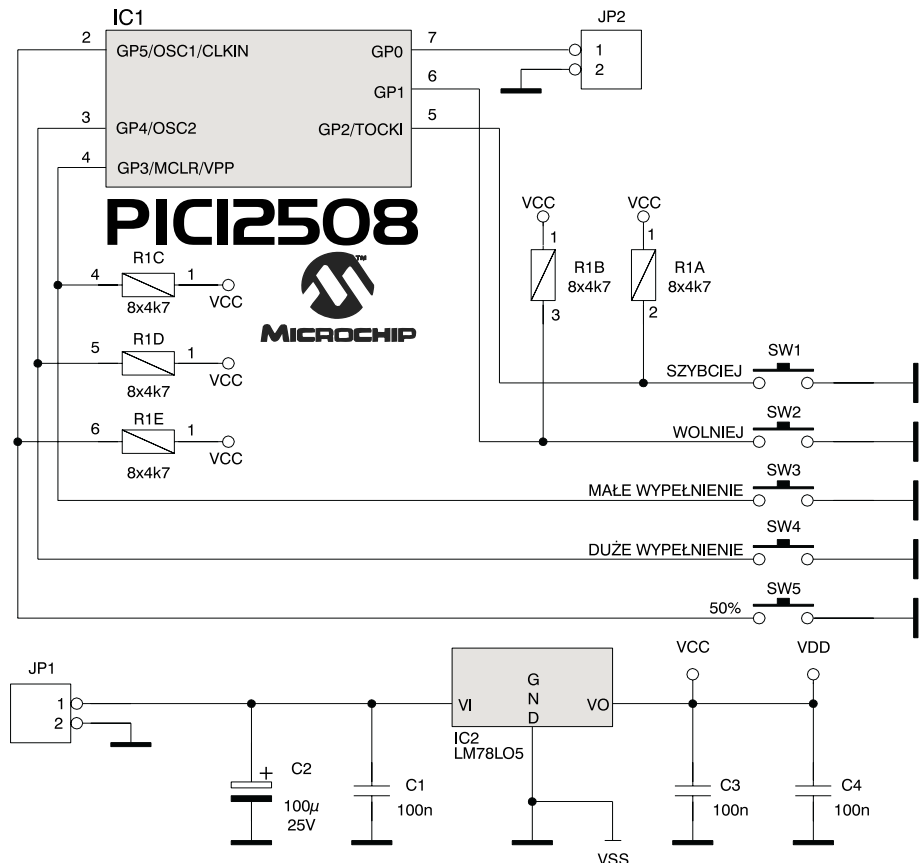 IC1
JP2
2
GP5/OSC1/CLKIN
GP0
7
1
2
GP1
6
3
GP4/OSC2
GP2/TOCKI
5
4
GP3/MCLR/VPP
PIC12508
VCC
VCC
R1C
4
1
8x4k7
VCC
TM
MICROCHIP
1
R1B
8x4k7
3
1
R1A
8x4k7
2
R1D
5
1
8x4k7
VCC
SZYBCIEJ
SW1
R1E
6
1
8x4k7
VCC
WOLNIEJ
SW2
MAŁE WYPEŁNIENIE
SW3
DUŻE WYPEŁNIENIE
SW4
50%
SW5
JP1
1
2
VI
GND
VO
IC2
LM78LO5
VCC
VDD
+
C2
100µ
25V
C1
100n
C3
100n
C4
100n
VSS